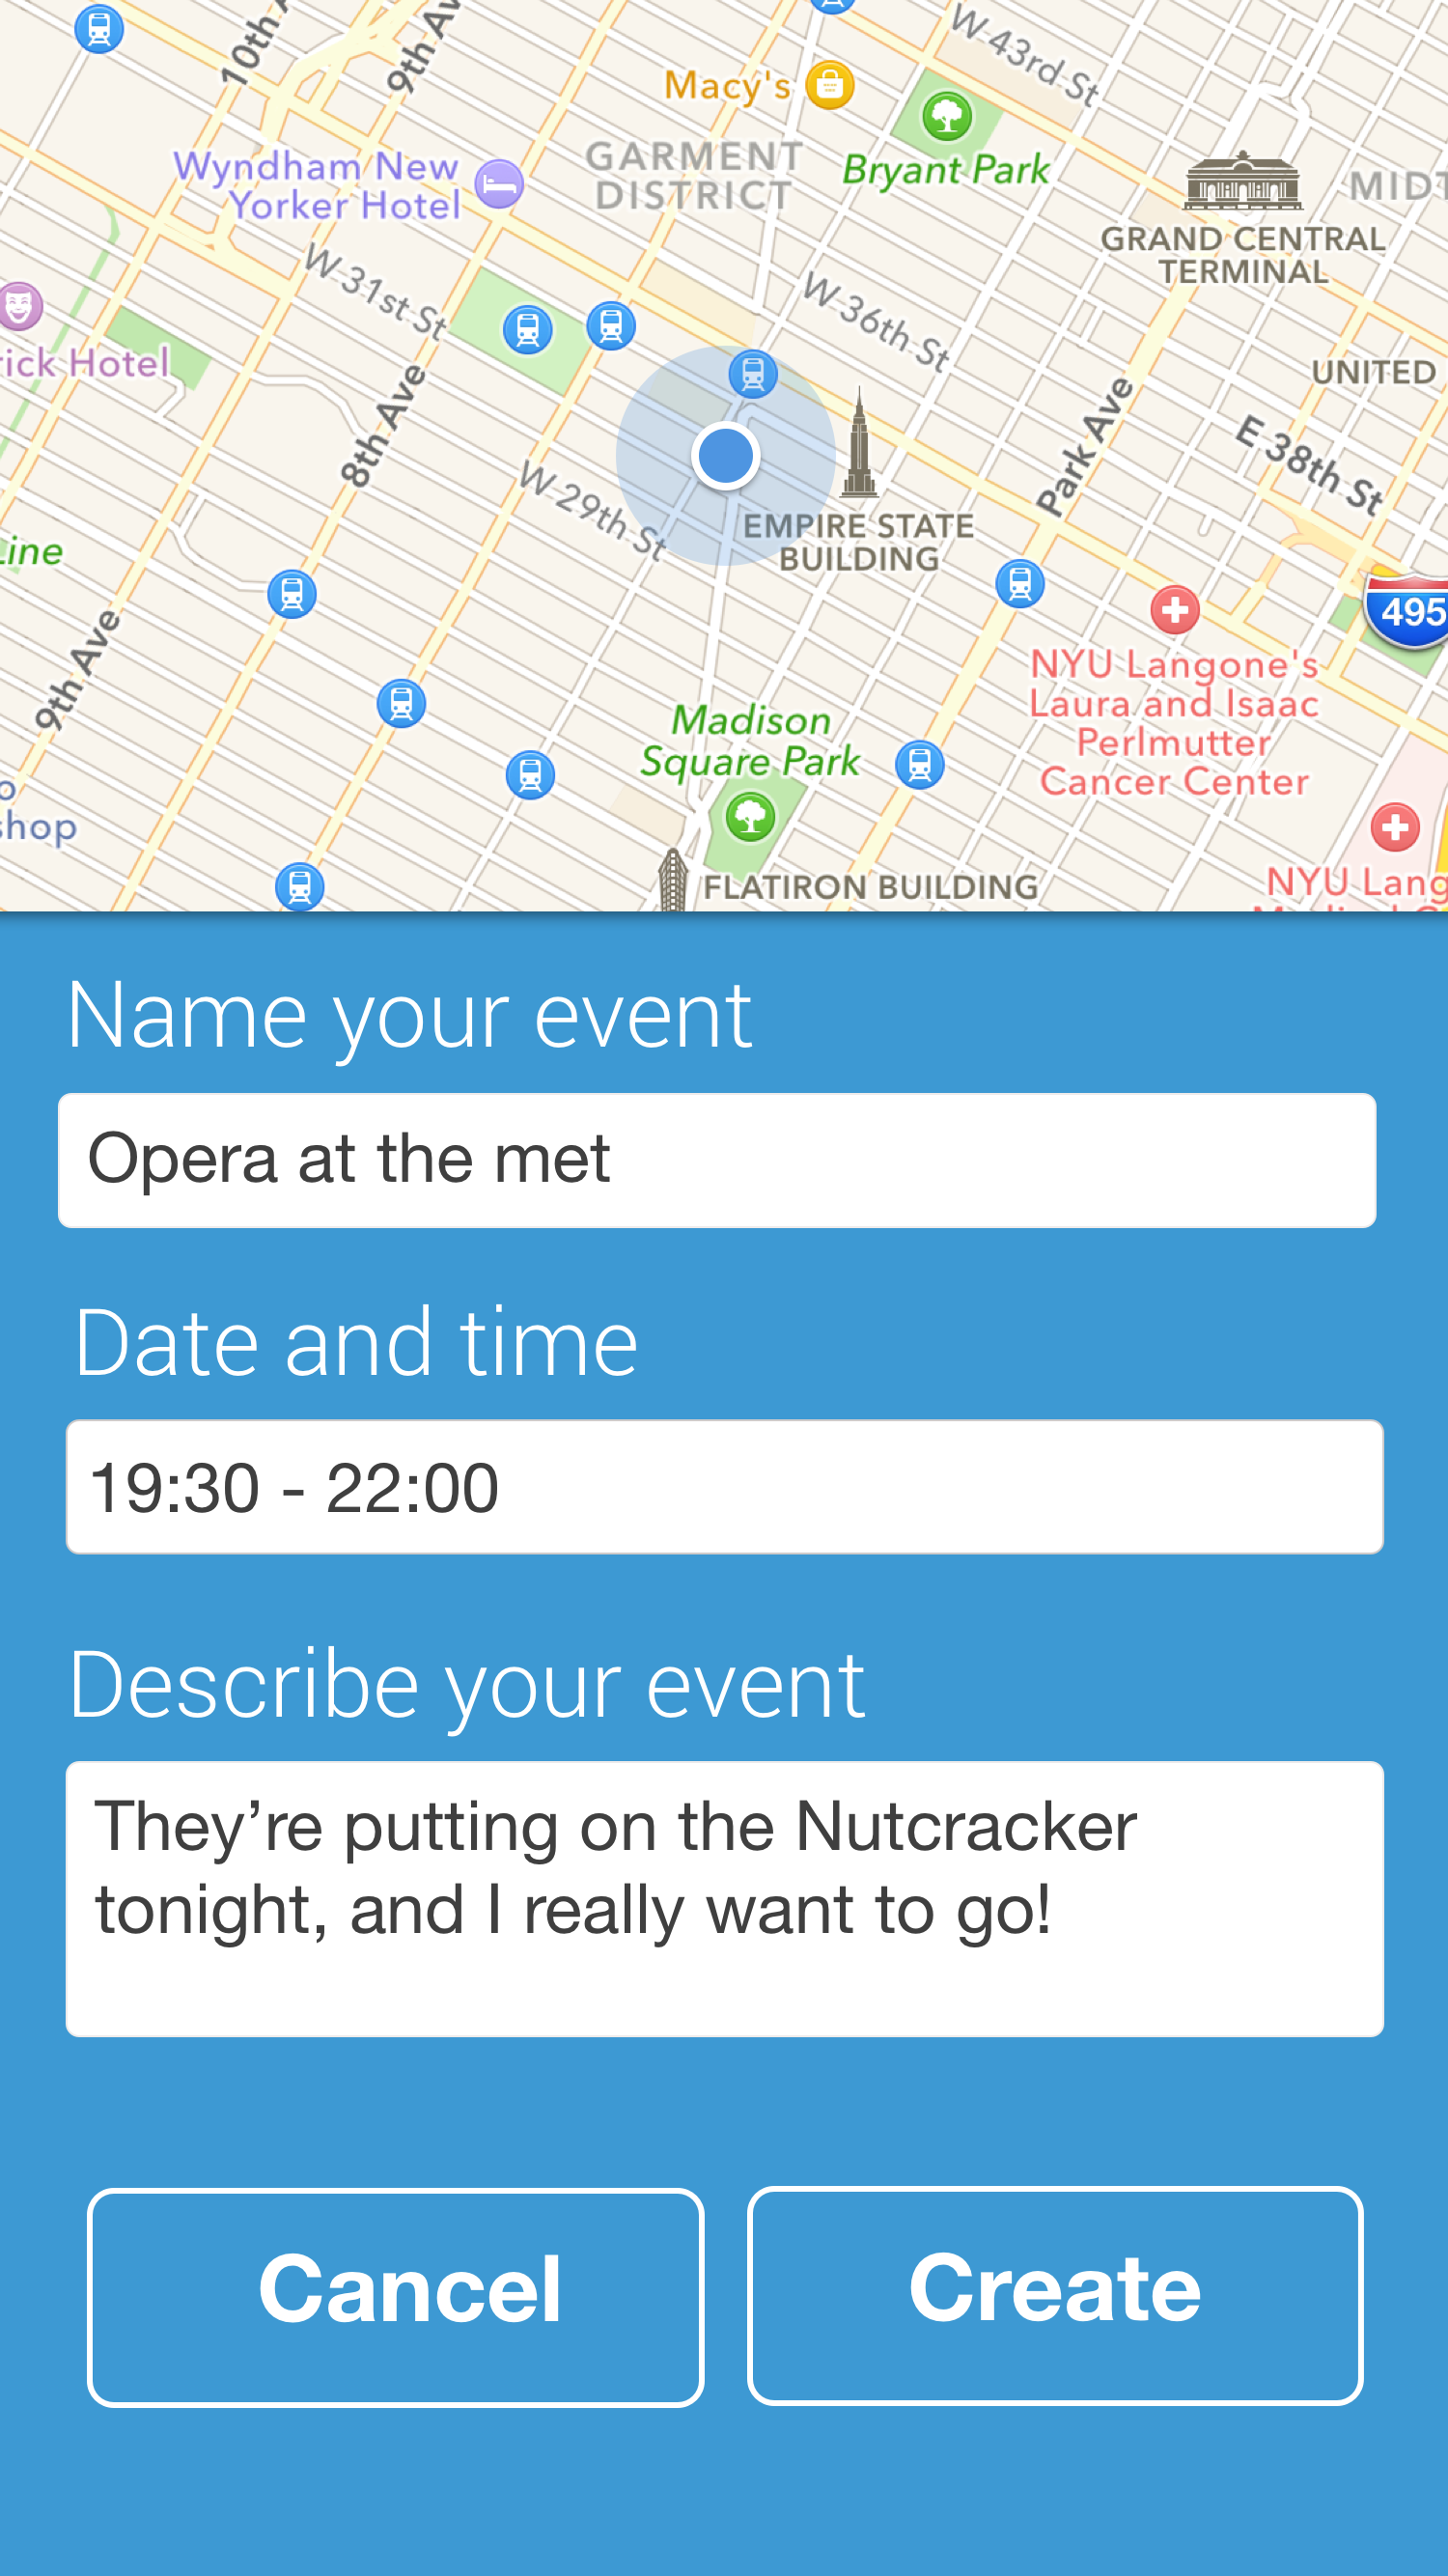 10th
9th Av
W 43rd St
Macy's
Bryant Park
GARMENT
DISTRICT
Wyndham New
Yorker Hotel
MIDT
GRAND CENTRAL
TERMINAL
W 31st St
W 36th St
rick Hotel
UNITED
8th Ave
Park Ave
E 38th St
W 29th St
EMPIRE STATE
BUILDING
Line
495
9th Ave
NYU Langone's
Laura and Isaac
Perlmutter
Cancer Center
Madison
Square Park
o
shop
FLATIRON BUILDING
NYU Lang
Name your event
Opera at the met
Date and time
19:30 - 22:00
Describe your event
They’re putting on the Nutcracker
tonight, and I really want to go!
Cancel
Create